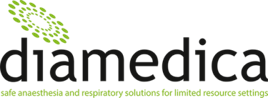 diamedica
safe anaesthesia and respiratory solutions for limited resource settings